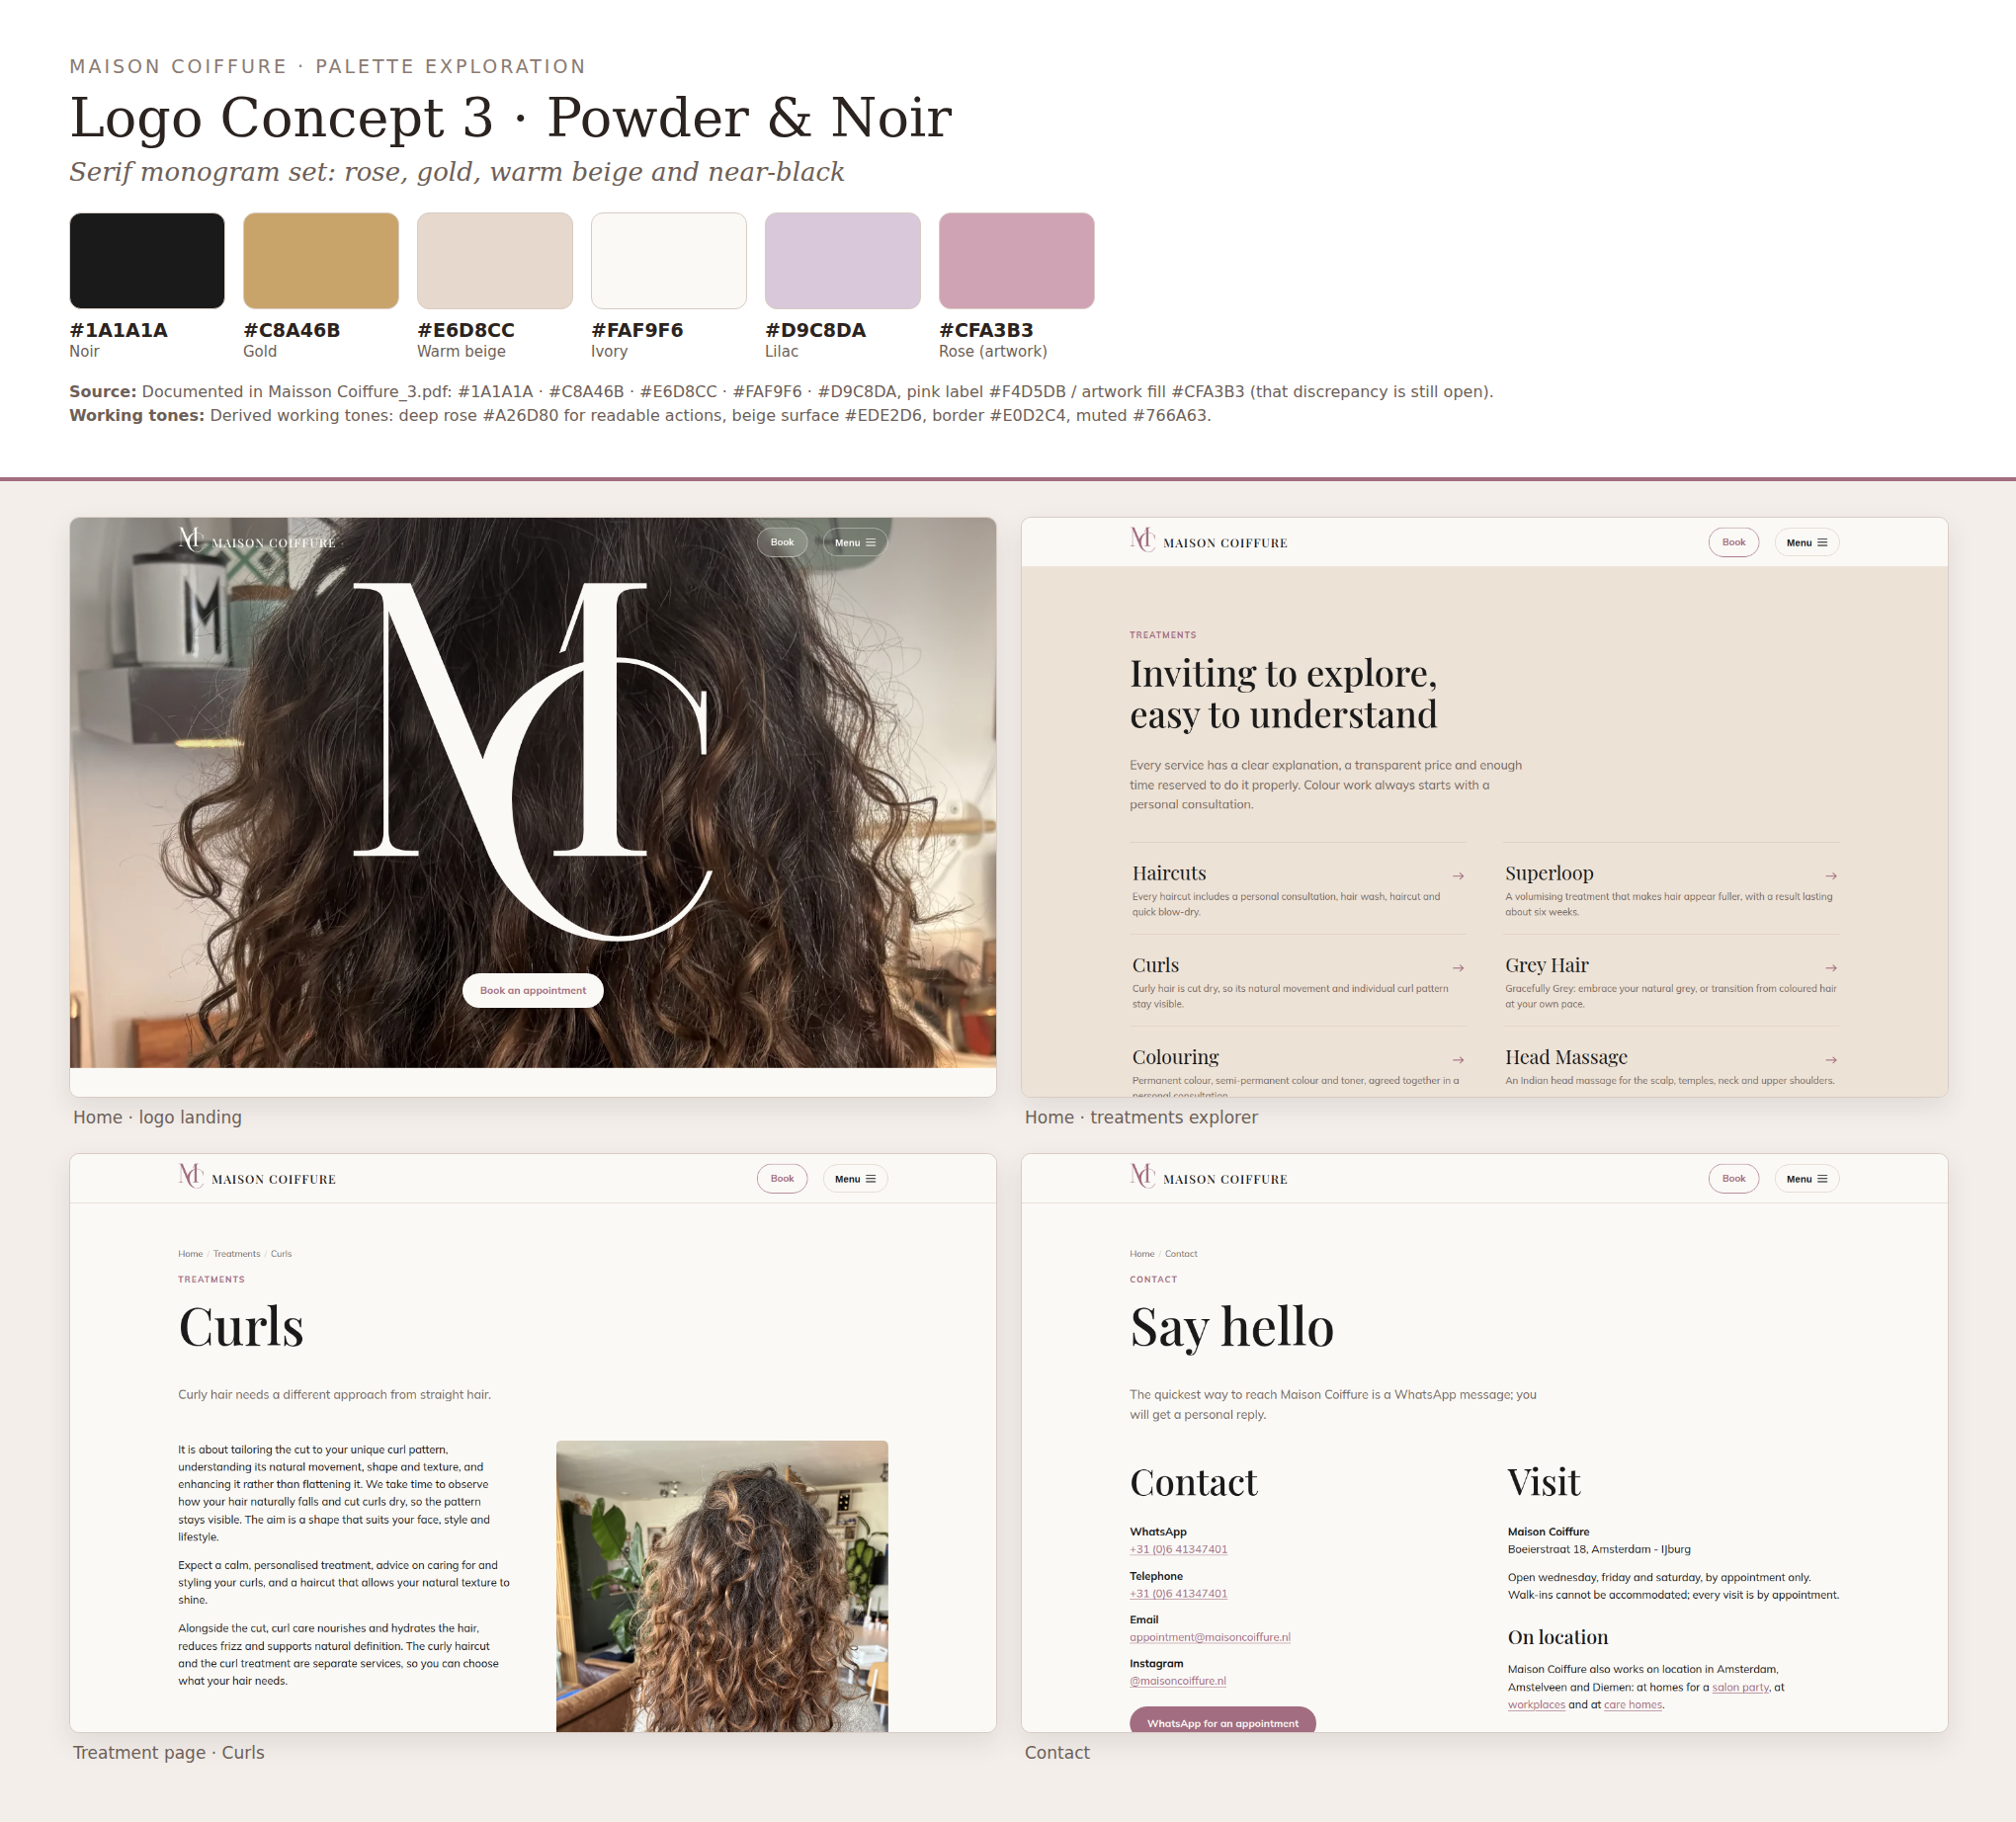 MAISON COIFFURE · PALETTE EXPLORATION
Logo Concept 3 · Powder & Noir
Serif monogram set: rose, gold, warm beige and near-black
#1A1A1A
Noir
#C8A46B
Gold
#E6D8CC
Warm beige
#FAF9F6
Ivory
#D9C8DA
Lilac
#CFA3B3
Rose (artwork)
Source: Documented in Maisson Coiffure_3.pdf: #1A1A1A · #C8A46B · #E6D8CC · #FAF9F6 · #D9C8DA, pink label #F4D5DB / artwork fill #CFA3B3 (that discrepancy is still open).
Working tones: Derived working tones: deep rose #A26D80 for readable actions, beige surface #EDE2D6, border #E0D2C4, muted #766A63.
MC MAISON COIFFURE
Book
Menu
M
MC
Book an appointment
Home · logo landing
MC MAISON COIFFURE
Book
Menu
TREATMENTS
Inviting to explore,
easy to understand
Every service has a clear explanation, a transparent price and enough
time reserved to do it properly. Colour work always starts with a
personal consultation.
Haircuts →
Every haircut includes a personal consultation, hair wash, haircut and
quick blow-dry.
Superloop →
A volumising treatment that makes hair appear fuller, with a result lasting
about six weeks.
Curls →
Curly hair is cut dry, so its natural movement and individual curl pattern
stay visible.
Grey Hair →
Gracefully Grey: embrace your natural grey, or transition from coloured hair
at your own pace.
Colouring →
Permanent colour, semi-permanent colour and toner, agreed together in a
personal consultation.
Head Massage →
An Indian head massage for the scalp, temples, neck and upper shoulders.
Home · treatments explorer
MC MAISON COIFFURE
Book
Menu
Home / Treatments / Curls
TREATMENTS
Curls
Curly hair needs a different approach from straight hair.
It is about tailoring the cut to your unique curl pattern,
understanding its natural movement, shape and texture, and
enhancing it rather than flattening it. We take time to observe
how your hair naturally falls and cut curls dry, so the pattern
stays visible. The aim is a shape that suits your face, style and
lifestyle.
Expect a calm, personalised treatment, advice on caring for and
styling your curls, and a haircut that allows your natural texture to
shine.
Alongside the cut, curl care nourishes and hydrates the hair,
reduces frizz and supports natural definition. The curly haircut
and the curl treatment are separate services, so you can choose
what your hair needs.
Treatment page · Curls
MC MAISON COIFFURE
Book
Menu
Home / Contact
CONTACT
Say hello
The quickest way to reach Maison Coiffure is a WhatsApp message; you
will get a personal reply.
Contact
WhatsApp
+31 (0)6 41347401
Telephone
+31 (0)6 41347401
Email
appointment@maisoncoiffure.nl
Instagram
@maisoncoiffure.nl
WhatsApp for an appointment
Visit
Maison Coiffure
Boeierstraat 18, Amsterdam - IJburg
Open wednesday, friday and saturday, by appointment only.
Walk-ins cannot be accommodated; every visit is by appointment.
On location
Maison Coiffure also works on location in Amsterdam,
Amstelveen and Diemen: at homes for a salon party, at
workplaces and at care homes.
Contact